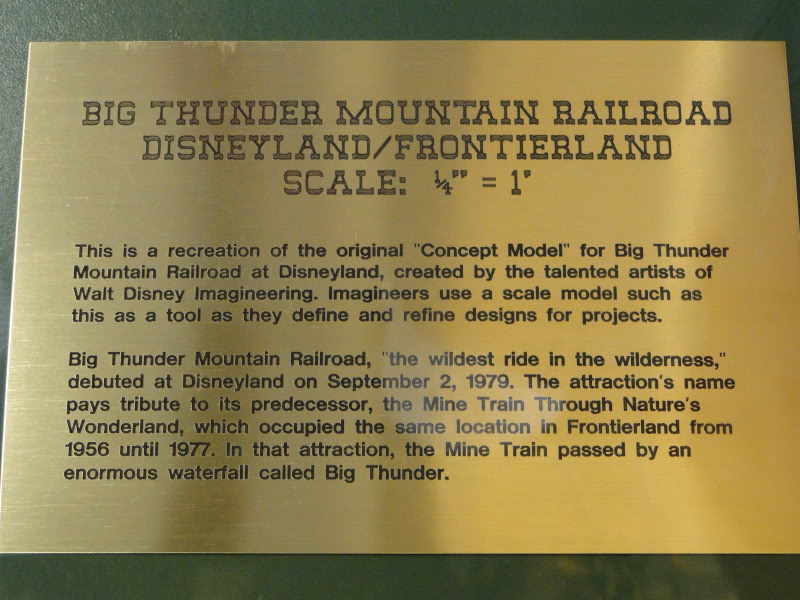 BIG THUNDER MOUNTAIN RAILROAD
DISNEYLAND/FRONTIERLAND
SCALE: ¼" = 1'
This is a recreation of the original "Concept Model" for Big Thunder
Mountain Railroad at Disneyland, created by the talented artists of
Walt Disney Imagineering. Imagineers use a scale model such as
this as a tool as they define and refine designs for projects.
Big Thunder Mountain Railroad, "the wildest ride in the wilderness,"
debuted at Disneyland on September 2, 1979. The attraction's name
pays tribute to its predecessor, the Mine Train Through Nature's
Wonderland, which occupied the same location in Frontierland from
1956 until 1977. In that attraction, the Mine Train passed by an
enormous waterfall called Big Thunder.